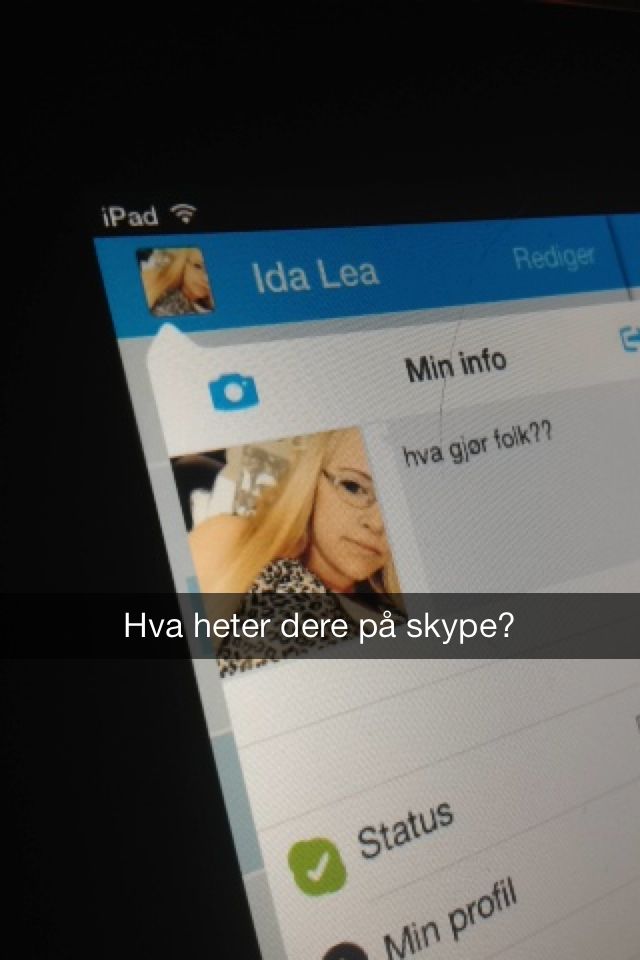 iPad
Ida Lea
Rediger
Min info
hva gjør folk??
Hva heter dere på skype?
Status
Min profil